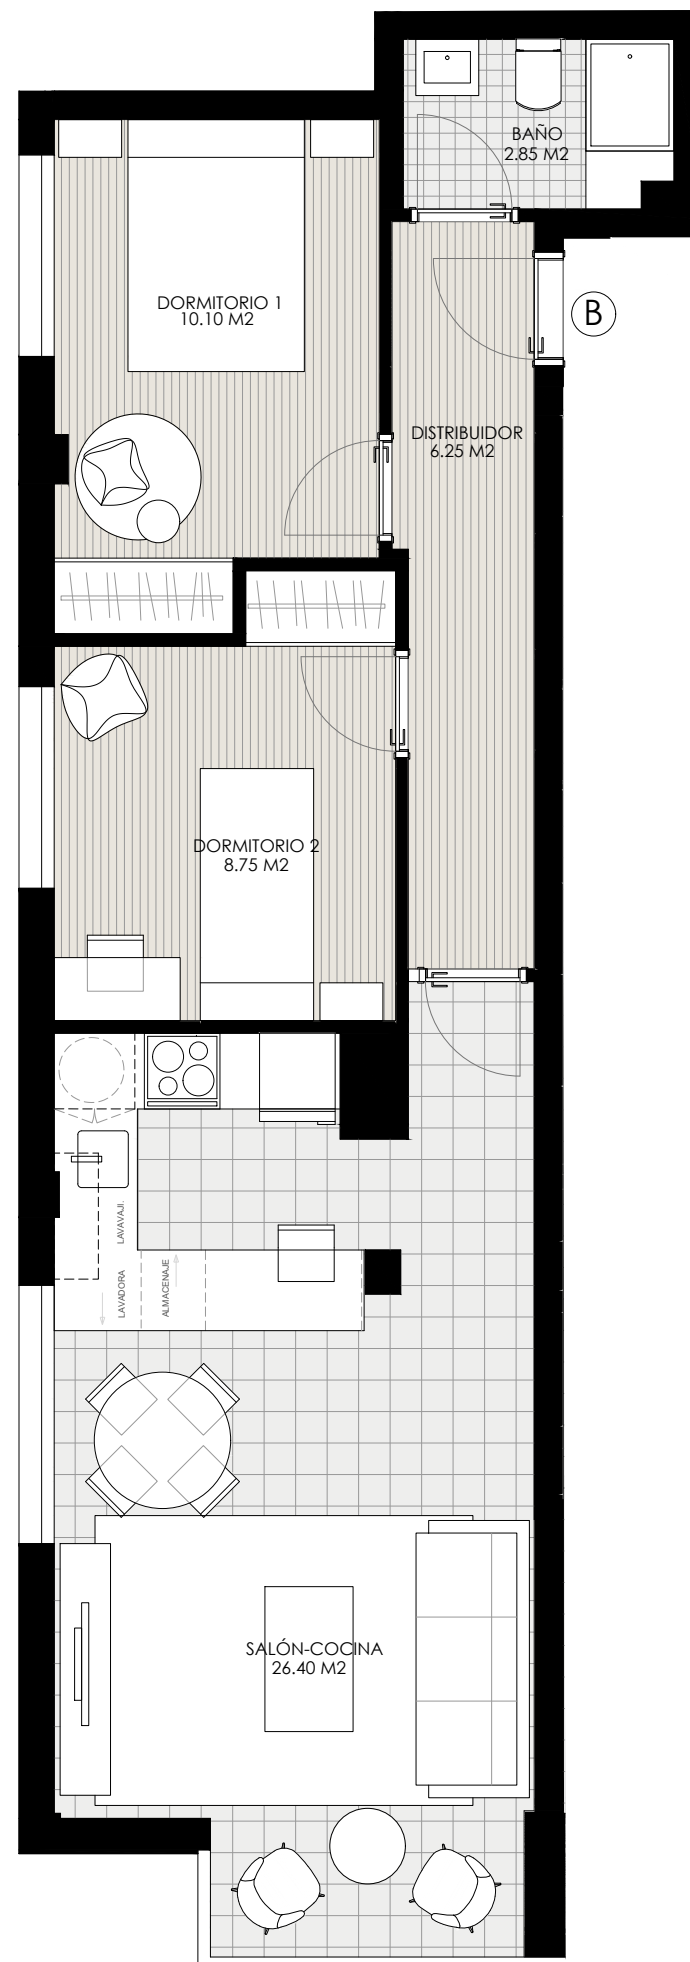 BAÑO
2.85 M2
DORMITORIO 1
10.10 M2
B
DISTRIBUIDOR
6.25 M2
DORMITORIO 2
8.75 M2
LAVAVAJI.
LAVADORA
ALMACENAJE
SALÓN-COCINA
26.40 M2